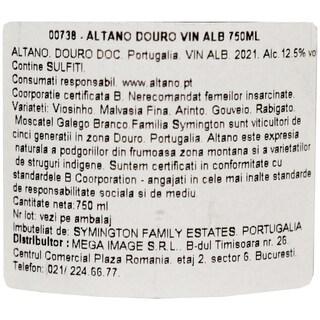 00738 - ALTANO DOURO VIN ALB 750ML
ALTANO. DOURO DOC. Portugalia. VIN ALB. 2021. Alc.12.5% vo
Contine SULFITI.
Consumati responsabil. www.altano.pt
Coorporatie certificata B. Nerecomandat femeilor insarcinate.
Varietati: Viosinho. Malvasia Fina. Arinto. Gouveio. Rabigato.
Moscatel Galego Branco.Familia Symington sunt viticultori de
cinci generatii in zona Douro. Portugalia. Altano este expresia
naturala a podgoriilor din frumoasa zona montana si a varietatilor
de struguri indigene. Suntem certificati in conformitate cu
standardele B Coorporation - angajati in cele mai inalte standarde
de responsabilitate sociala si de mediu.
Cantitate neta:750 ml
Nr lot: vezi pe ambalaj
Imbuteliat de: SYMINGTON FAMILY ESTATES. PORTUGALIA
Distribuitor : MEGA IMAGE S.R.L.. B-dul Timisoara nr. 26.
Centrul Comercial Plaza Romania. etaj 2. sector 6. Bucuresti.
Telefon: 021/ 224.66.77.